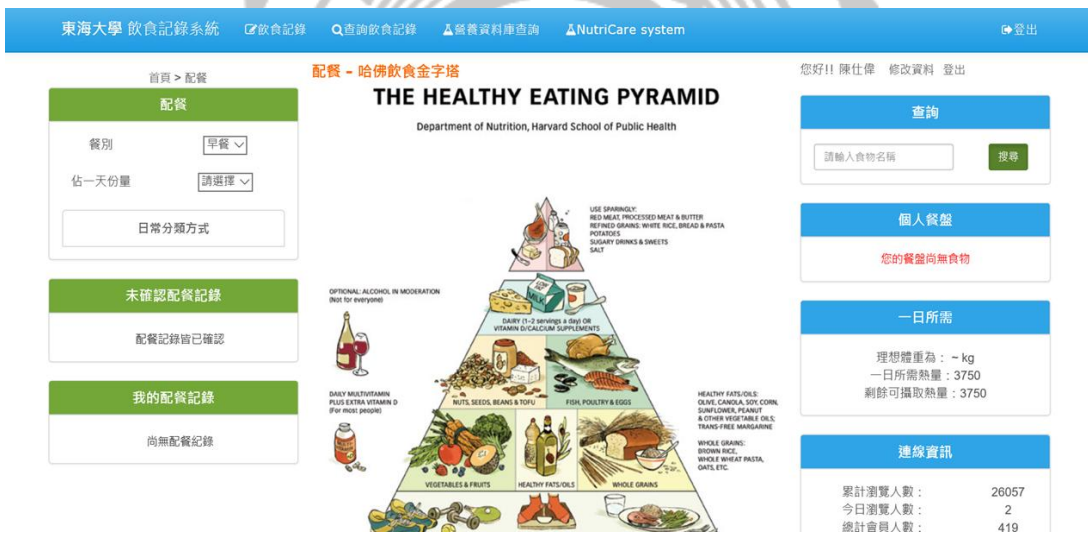 東海大學 飲食記錄系統 飲食記錄 查詢飲食記錄 營養資料庫查詢 NutriCare system 登出
首頁 > 配餐
配餐
餐別 早餐
佔一天份量 請選擇
日常分類方式
未確認配餐記錄
配餐記錄皆已確認
我的配餐記錄
尚無配餐紀錄
配餐 - 哈佛飲食金字塔
THE HEALTHY EATING PYRAMID
Department of Nutrition, Harvard School of Public Health
USE SPARINGLY:
RED MEAT, PROCESSED MEAT & BUTTER
REFINED GRAINS: WHITE RICE, BREAD & PASTA
POTATOES
SUGARY DRINKS & SWEETS
SALT
OPTIONAL: ALCOHOL IN MODERATION
(Not for everyone)
MILK
DAIRY (1–2 servings a day) OR
VITAMIN D/CALCIUM SUPPLEMENTS
DAILY MULTIVITAMIN
PLUS EXTRA VITAMIN D
(For most people)
NUTS, SEEDS, BEANS & TOFU
FISH, POULTRY & EGGS
HEALTHY FATS/OILS:
OLIVE, CANOLA, SOY, CORN,
SUNFLOWER, PEANUT
& OTHER VEGETABLE OILS;
TRANS-FREE MARGARINE
WHOLE GRAINS:
BROWN RICE,
WHOLE WHEAT PASTA,
OATS, ETC.
VEGETABLES & FRUITS
HEALTHY FATS/OILS
WHOLE GRAINS
您好!! 陳仕偉 修改資料 登出
查詢
請輸入食物名稱 搜尋
個人餐盤
您的餐盤尚無食物
一日所需
理想體重為： ~ kg
一日所需熱量：3750
剩餘可攝取熱量：3750
連線資訊
累計瀏覽人數： 26057
今日瀏覽人數： 2
總計會員人數： 419